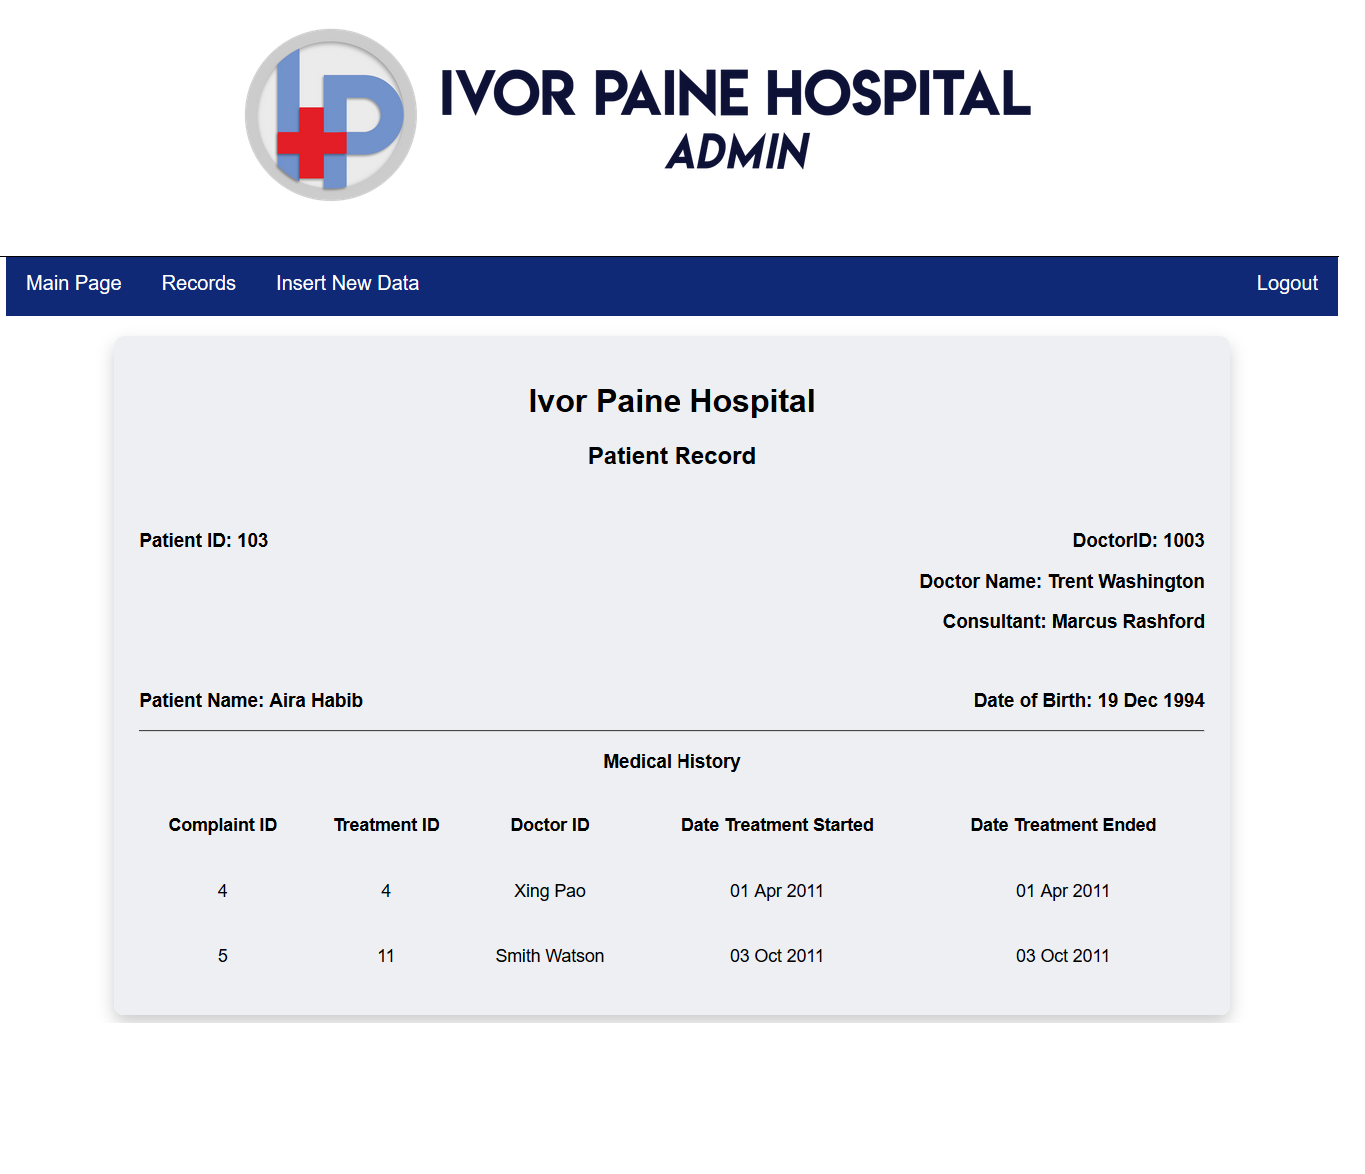 IVOR PAINE HOSPITAL
ADMIN
Main Page Records Insert New Data Logout
Ivor Paine Hospital
Patient Record
Patient ID: 103 DoctorID: 1003
Doctor Name: Trent Washington
Consultant: Marcus Rashford
Patient Name: Aira Habib Date of Birth: 19 Dec 1994
Medical History
Complaint ID Treatment ID Doctor ID Date Treatment Started Date Treatment Ended
4 4 Xing Pao 01 Apr 2011 01 Apr 2011
5 11 Smith Watson 03 Oct 2011 03 Oct 2011